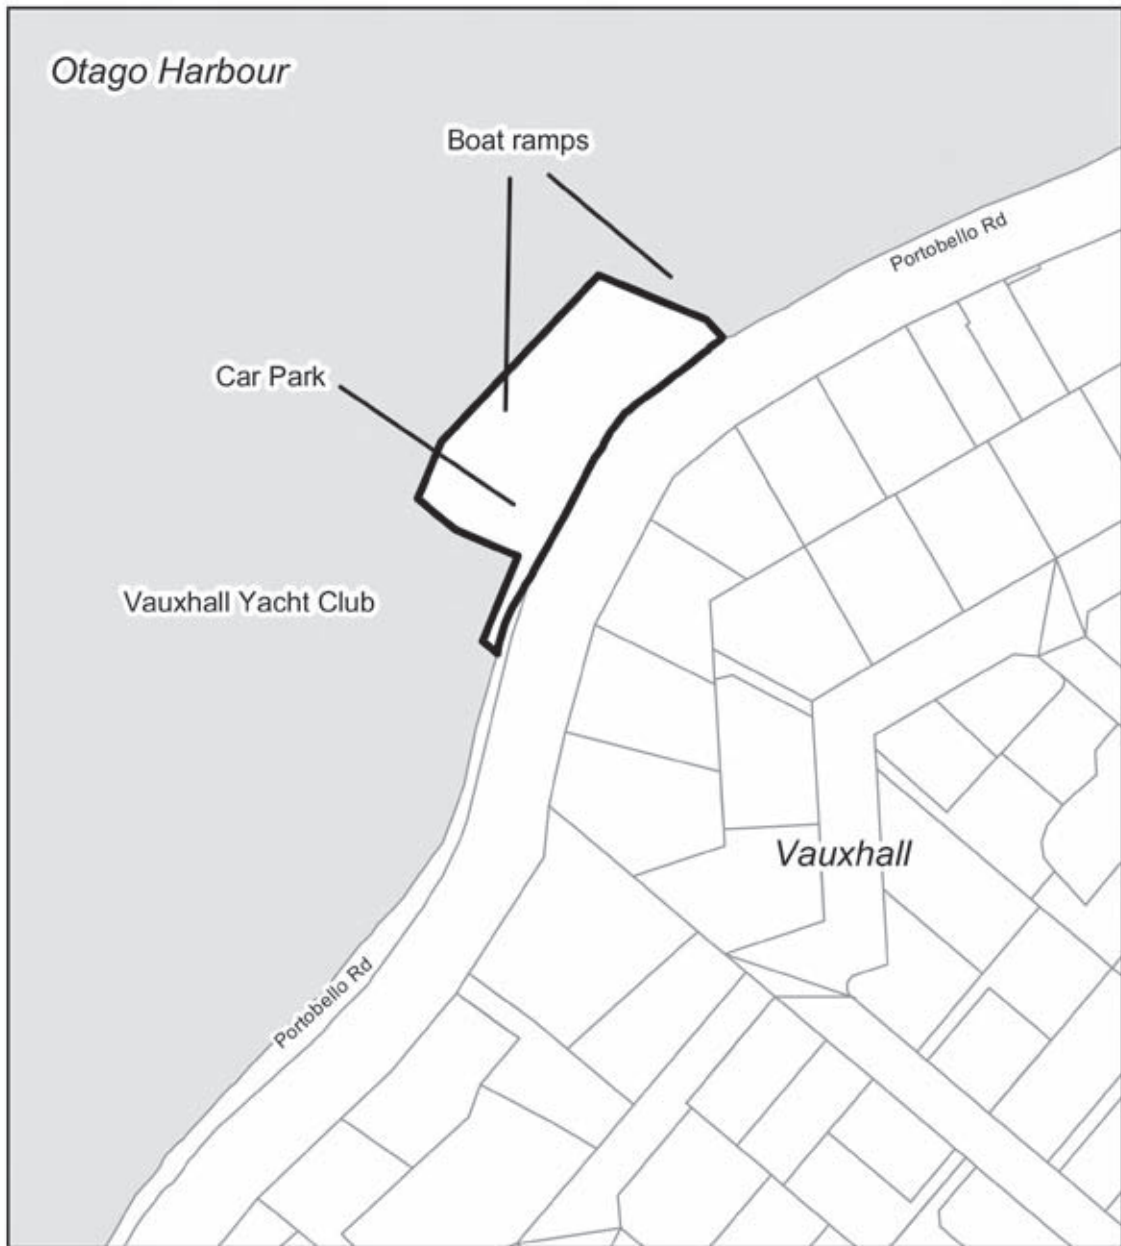 Otago Harbour
Boat ramps
Portobello Rd
Car Park
Vauxhall Yacht Club
Vauxhall
Portobello Rd